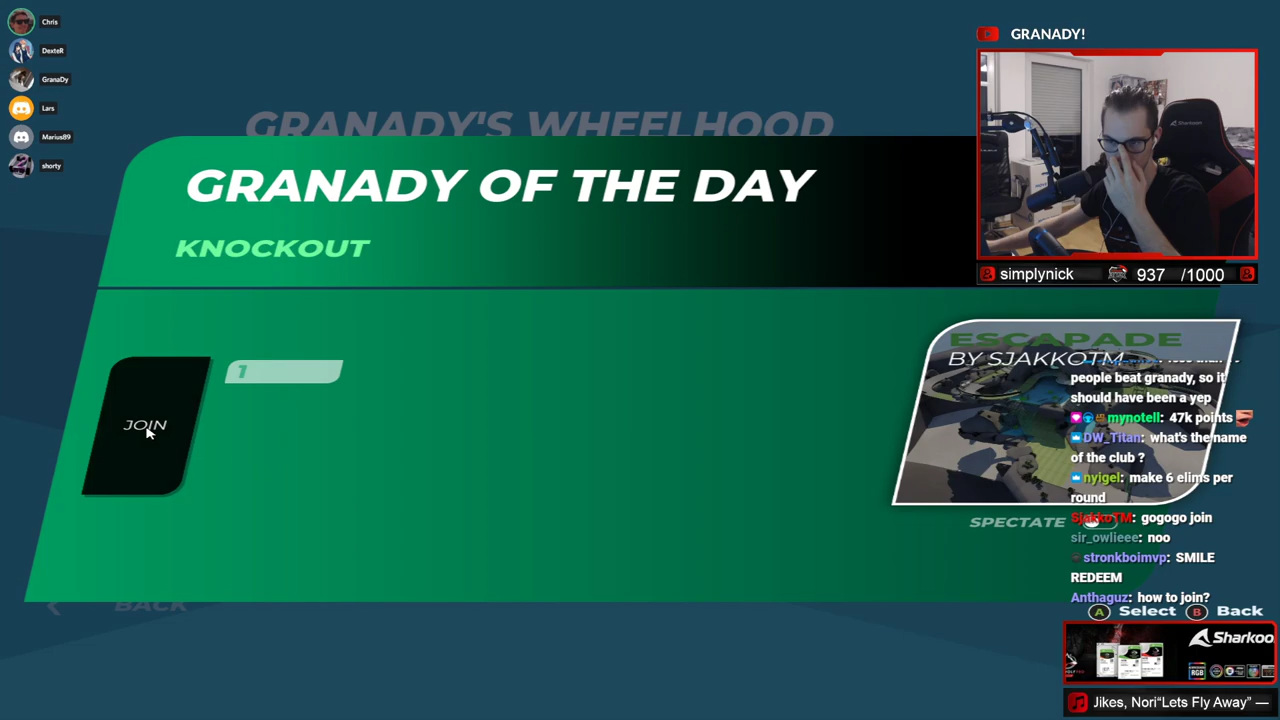 Chris
DexteR
GranaDy
Lars
Marius89
shorty
GRANADY!
GRANADY'S WHEELHOOD
GRANADY OF THE DAY
KNOCKOUT
simplynick 937 /1000
1
JOIN
ESCAPADE
BY SJAKKOTM
people beat granady, so it
should have been a yep
mynotell: 47k points
DW_Titan: what's the name
of the club ?
nyigel: make 6 elims per
round
SjakkoTM: gogogo join
sir_owlieee: noo
stronkboimvp: SMILE
REDEEM
Anthaguz: how to join?
SPECTATE
BACK
A Select B Back
Sharkoo
Jikes, Nori“Lets Fly Away” —